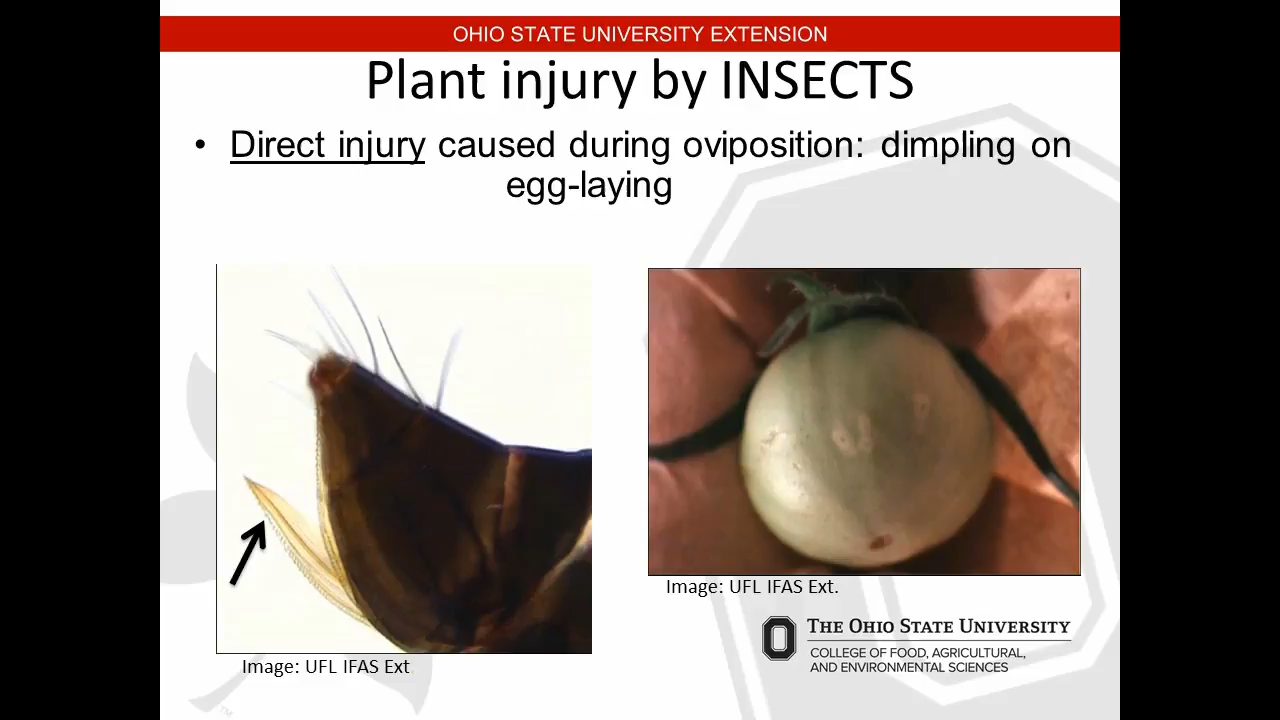 OHIO STATE UNIVERSITY EXTENSION
Plant injury by INSECTS
• Direct injury caused during oviposition: dimpling on
egg-laying
Image: UFL IFAS Ext.
Image: UFL IFAS Ext
THE OHIO STATE UNIVERSITY
COLLEGE OF FOOD, AGRICULTURAL,
AND ENVIRONMENTAL SCIENCES
TM